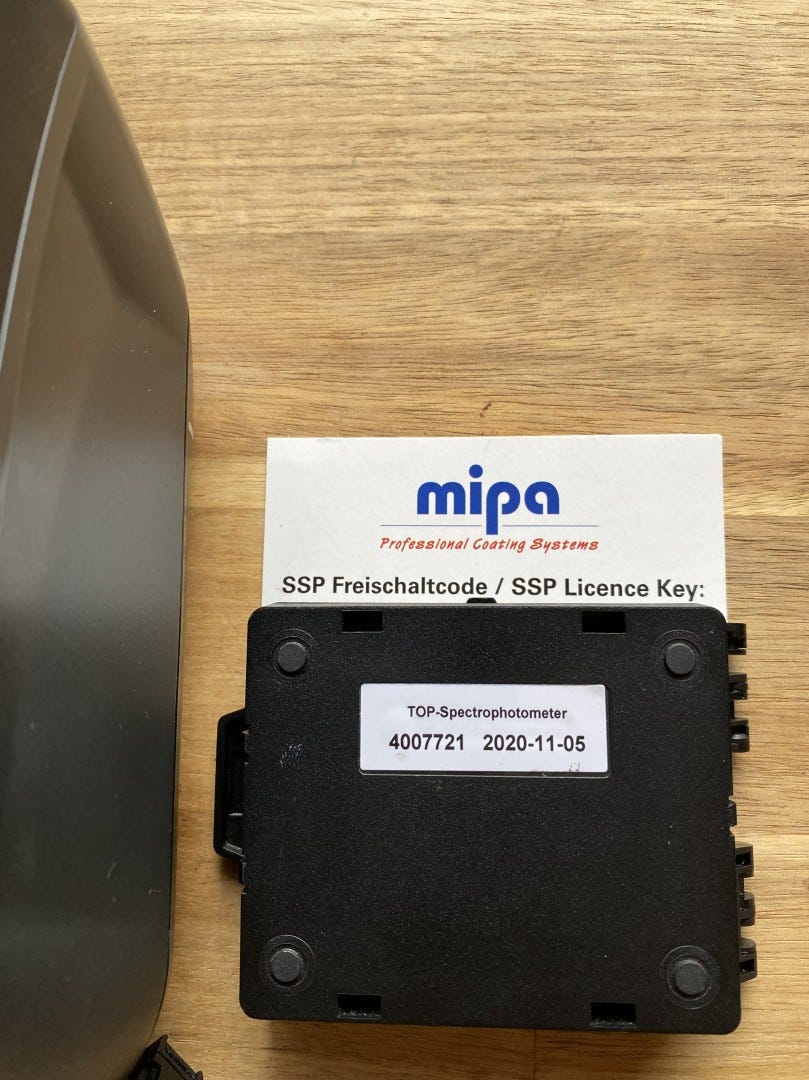 mipa
Professional Coating Systems
SSP Freischaltcode / SSP Licence Key:
TOP-Spectrophotometer
4007721 2020-11-05